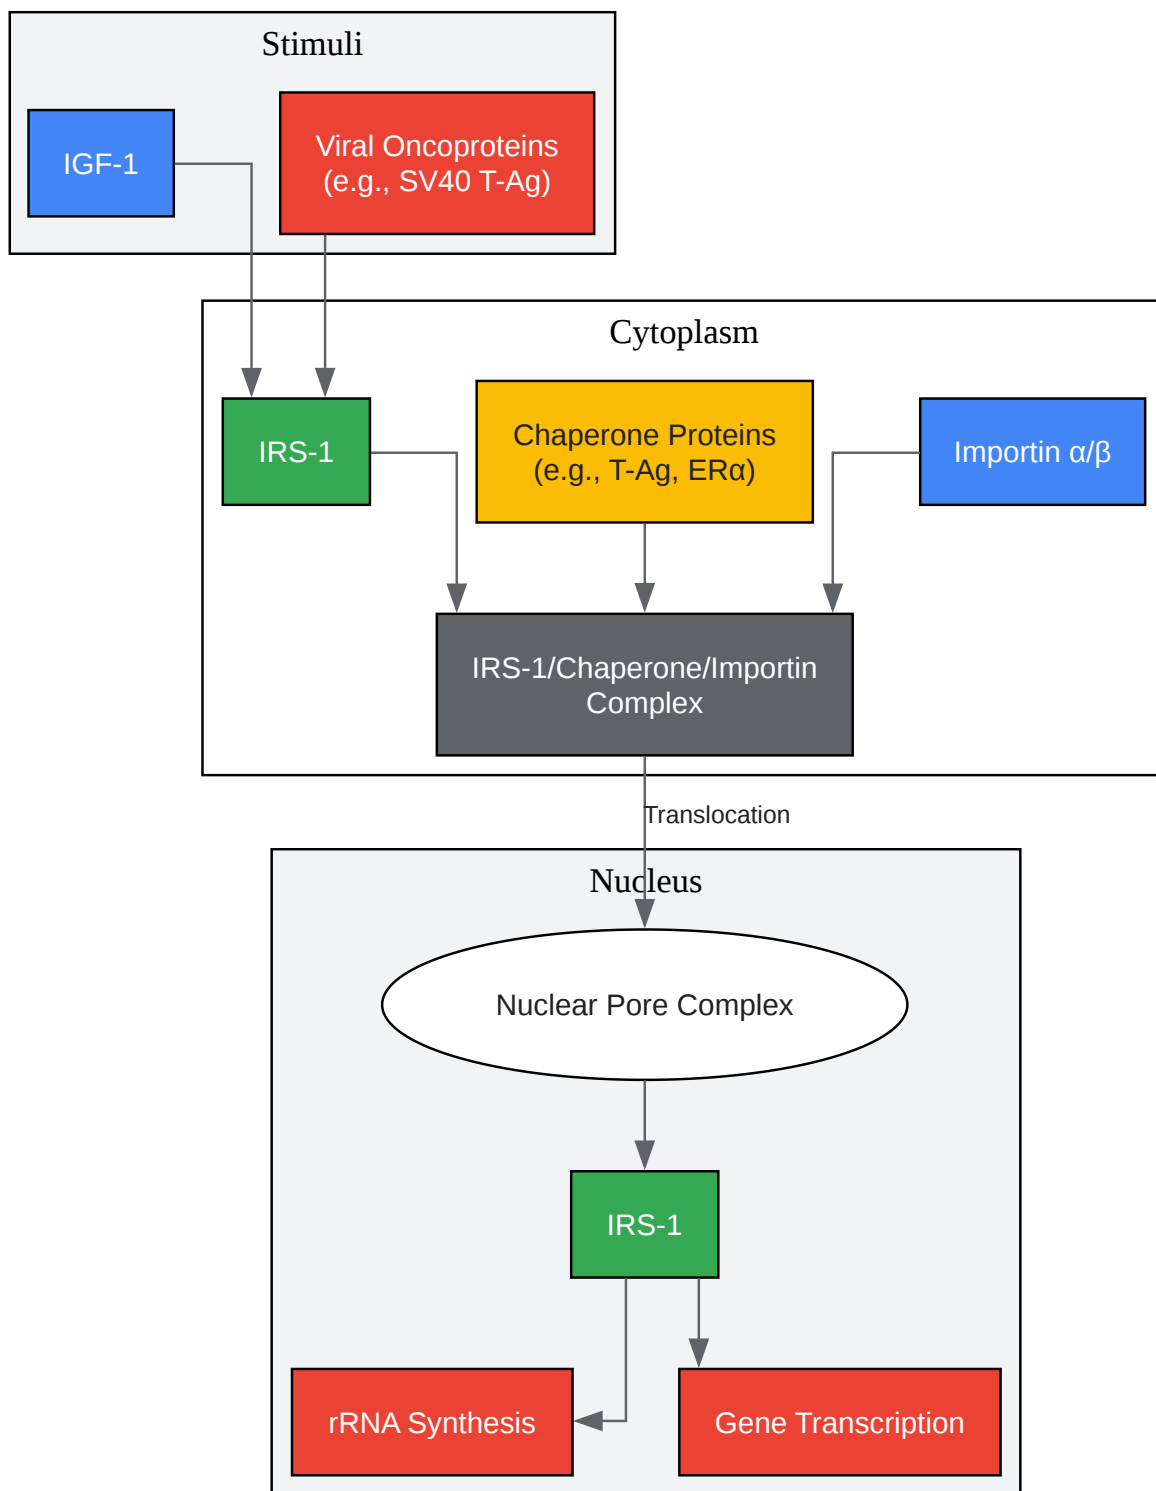 Stimuli
IGF-1
Viral Oncoproteins
(e.g., SV40 T-Ag)
Cytoplasm
IRS-1
Chaperone Proteins
(e.g., T-Ag, ERα)
Importin α/β
IRS-1/Chaperone/Importin
Complex
Translocation
Nucleus
Nuclear Pore Complex
IRS-1
rRNA Synthesis
Gene Transcription